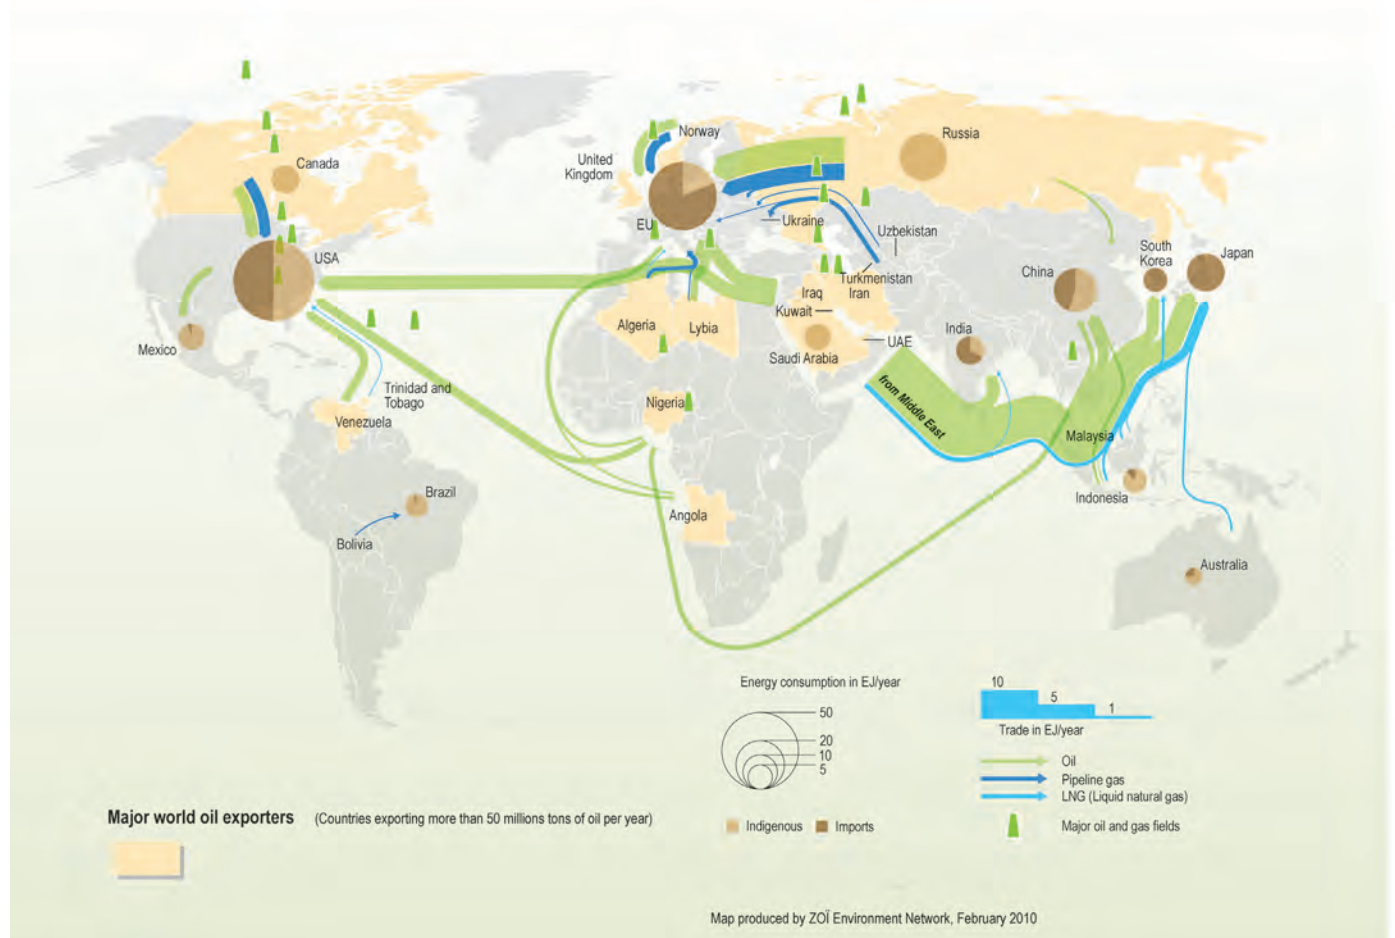 Canada
Norway
Russia
United
Kingdom
EU
Ukraine
Uzbekistan
USA
South
Korea
Japan
China
Turkmenistan
Iran
Iraq
Kuwait
Mexico
Algeria
Lybia
India
UAE
Saudi Arabia
Trinidad and
Tobago
from Middle East
Nigeria
Venezuela
Malaysia
Brazil
Indonesia
Angola
Bolivia
Australia
Energy consumption in EJ/year
50
20
10
5
Indigenous
Imports
10
5
1
Trade in EJ/year
Oil
Pipeline gas
LNG (Liquid natural gas)
Major oil and gas fields
Major world oil exporters (Countries exporting more than 50 millions tons of oil per year)
Map produced by ZOÏ Environment Network, February 2010